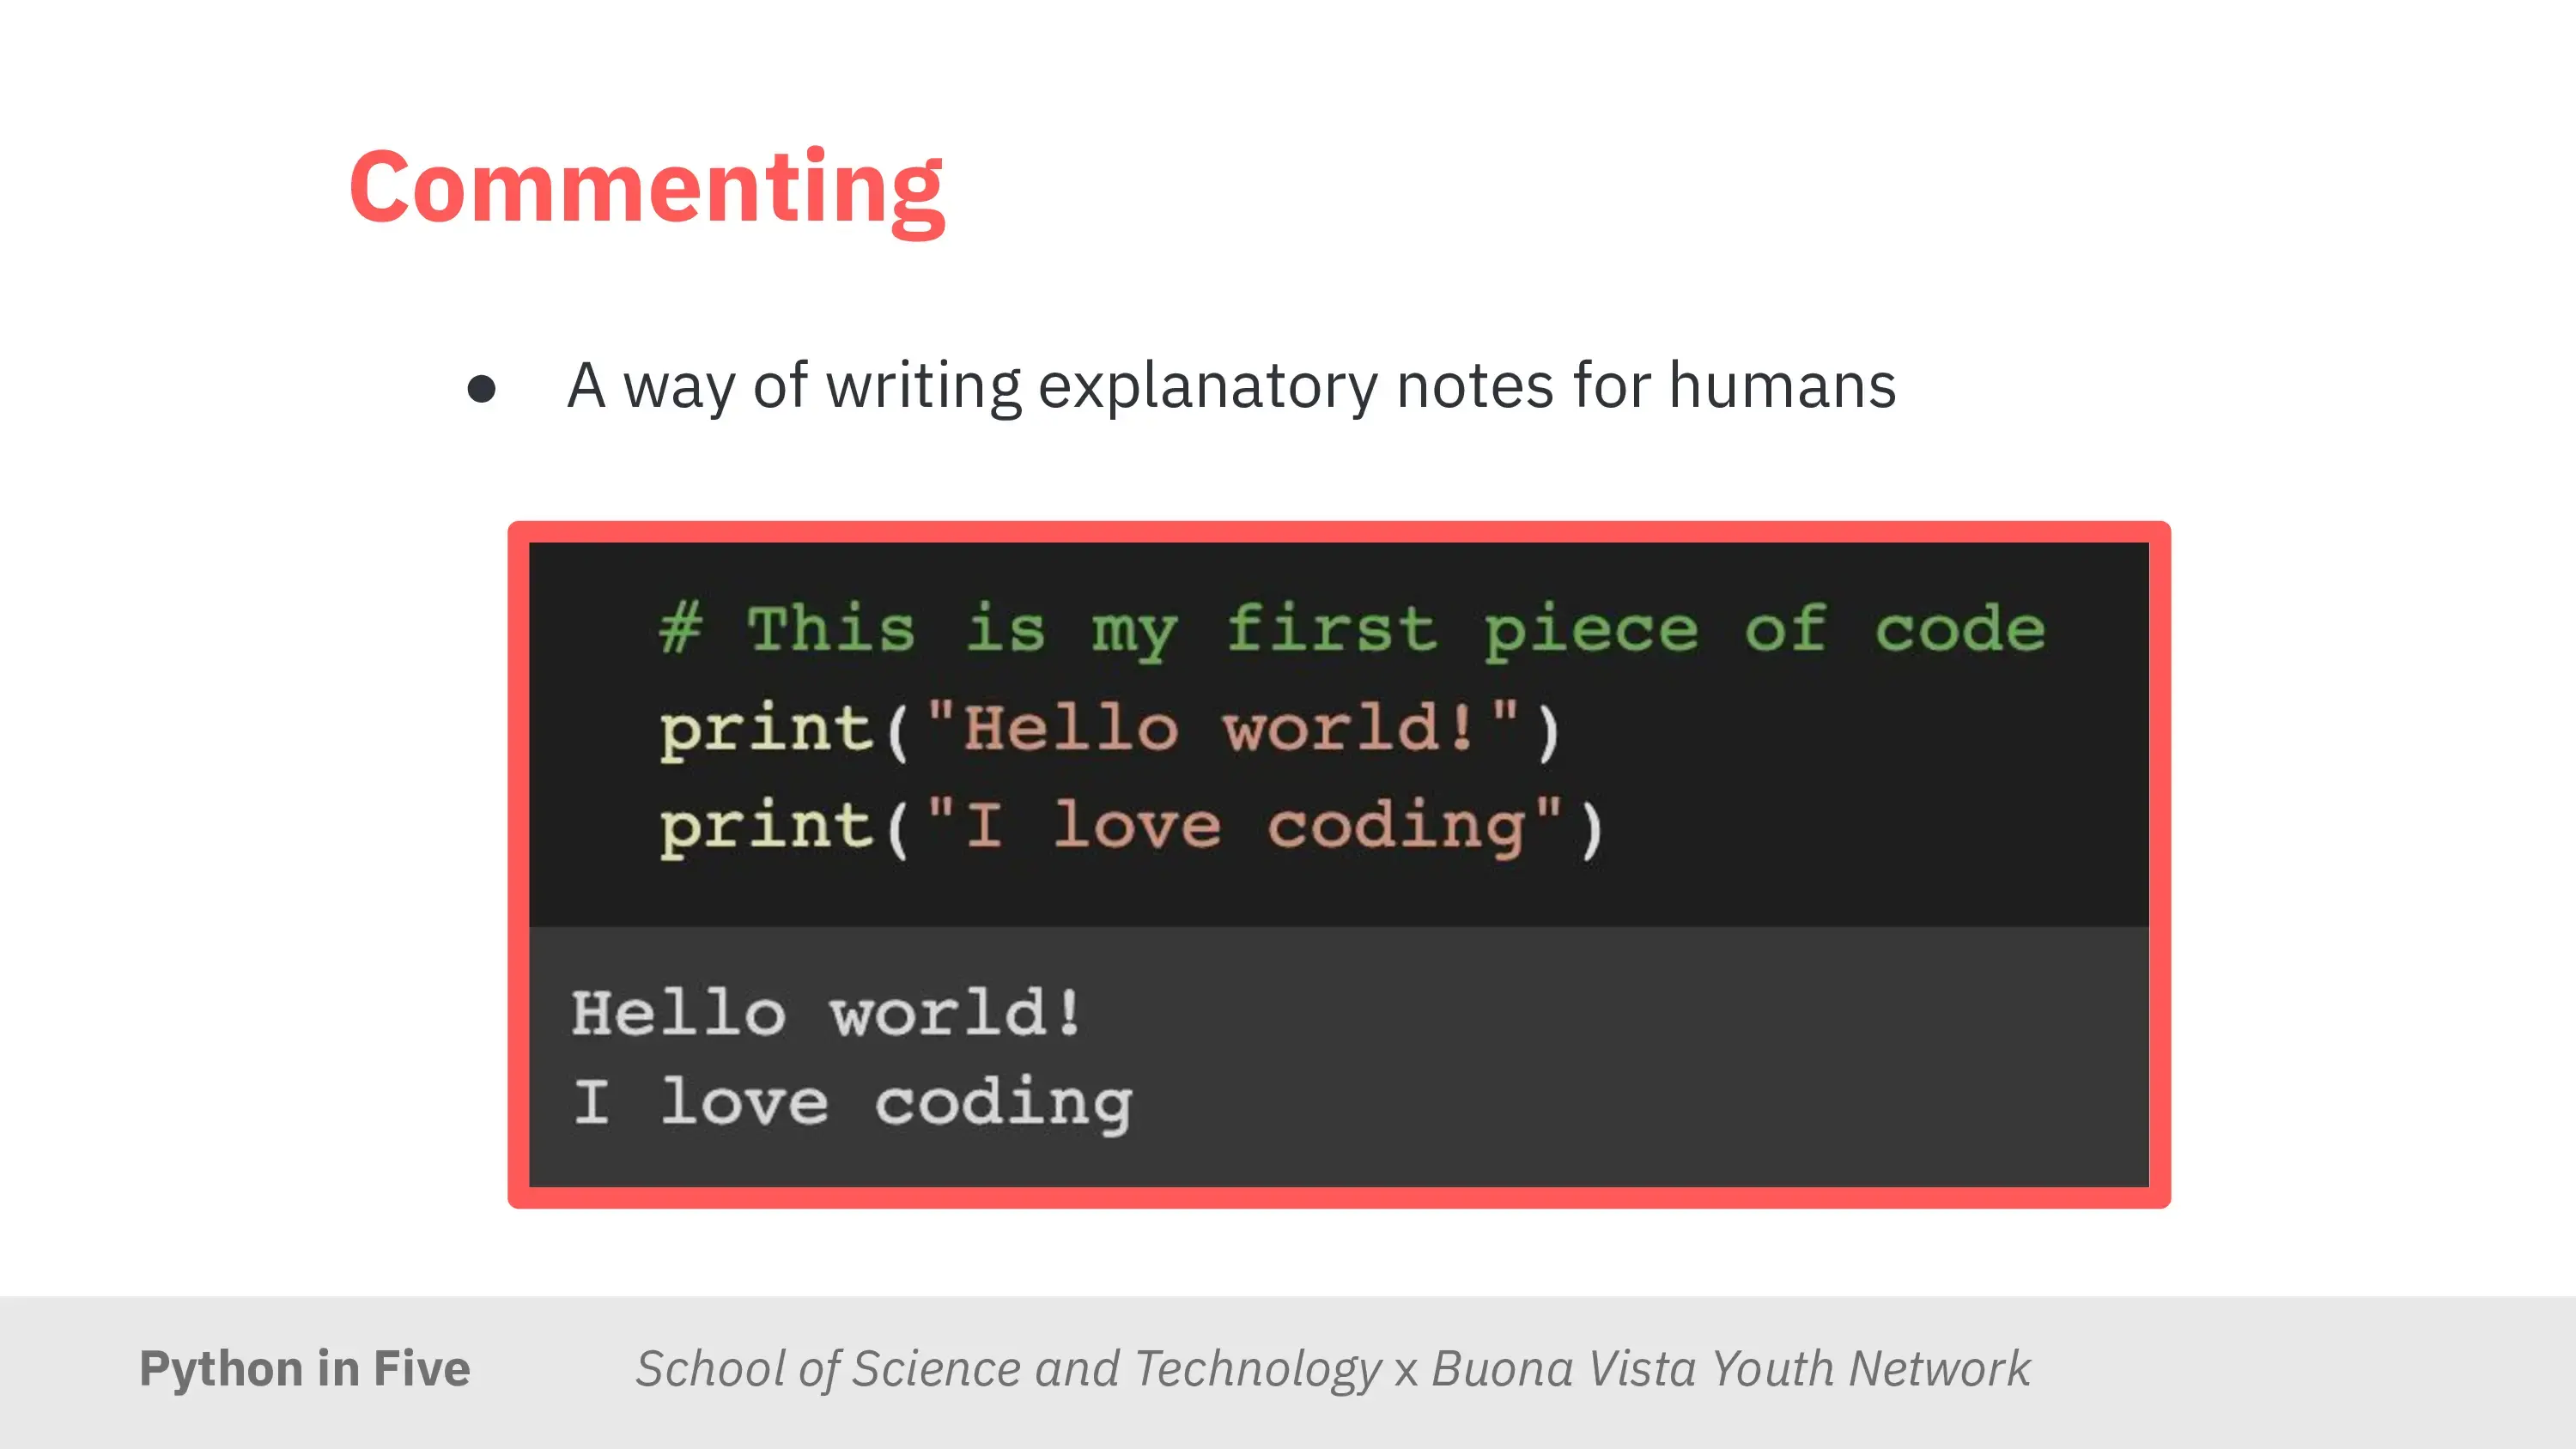 Commenting
● A way of writing explanatory notes for humans
# This is my first piece of code
print("Hello world!")
print("I love coding")
Hello world!
I love coding
Python in Five School of Science and Technology x Buona Vista Youth Network